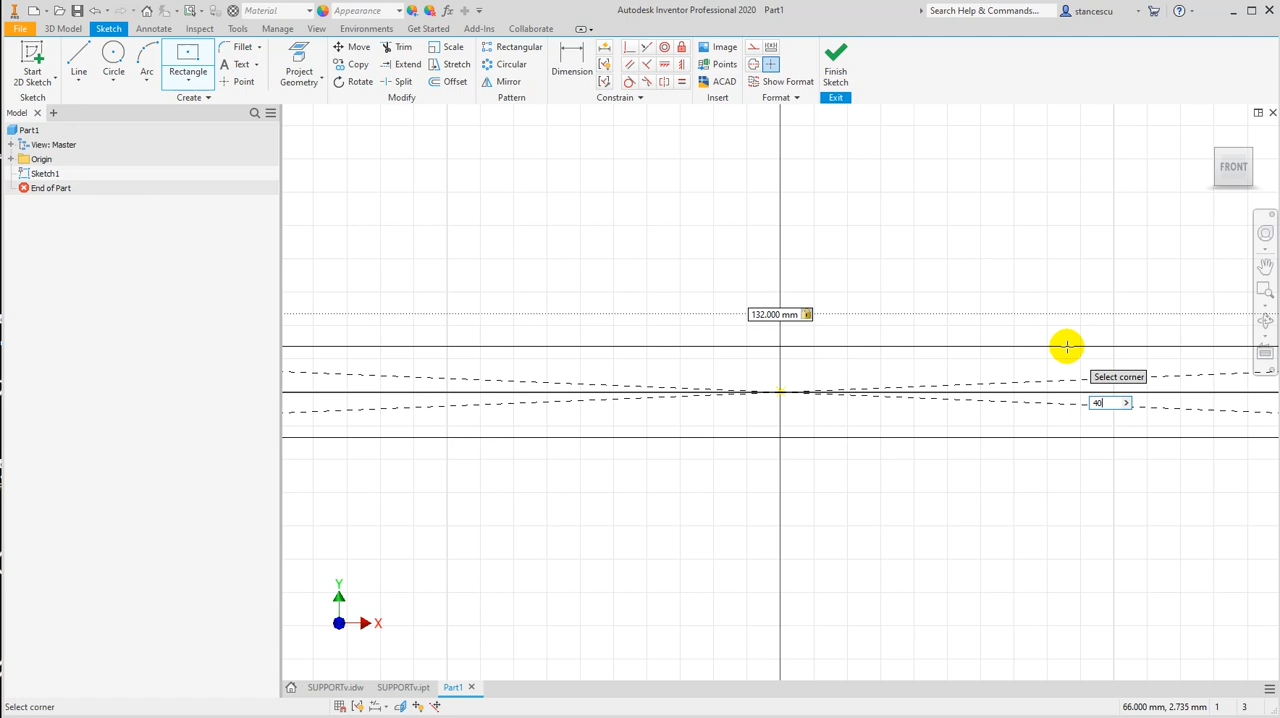 Material
Appearance
fx
Autodesk Inventor Professional 2020 Part1
Search Help & Commands...
stancescu
File
3D Model
Sketch
Annotate
Inspect
Tools
Manage
View
Environments
Get Started
Add-Ins
Collaborate
Start
2D Sketch
Line
Circle
Arc
Rectangle
Fillet
Text
Point
Project
Geometry
Move
Copy
Rotate
Trim
Extend
Split
Scale
Stretch
Offset
Rectangular
Circular
Mirror
Dimension
Image
Points
ACAD
Show Format
Finish
Sketch
Sketch
Create
Modify
Pattern
Constrain
Insert
Format
Exit
Model
Part1
View: Master
Origin
Sketch1
End of Part
FRONT
132.000 mm
Select corner
40
Y
X
SUPPORTv.idw
SUPPORTv.ipt
Part1
Select corner
66.000 mm, 2.735 mm
1
3